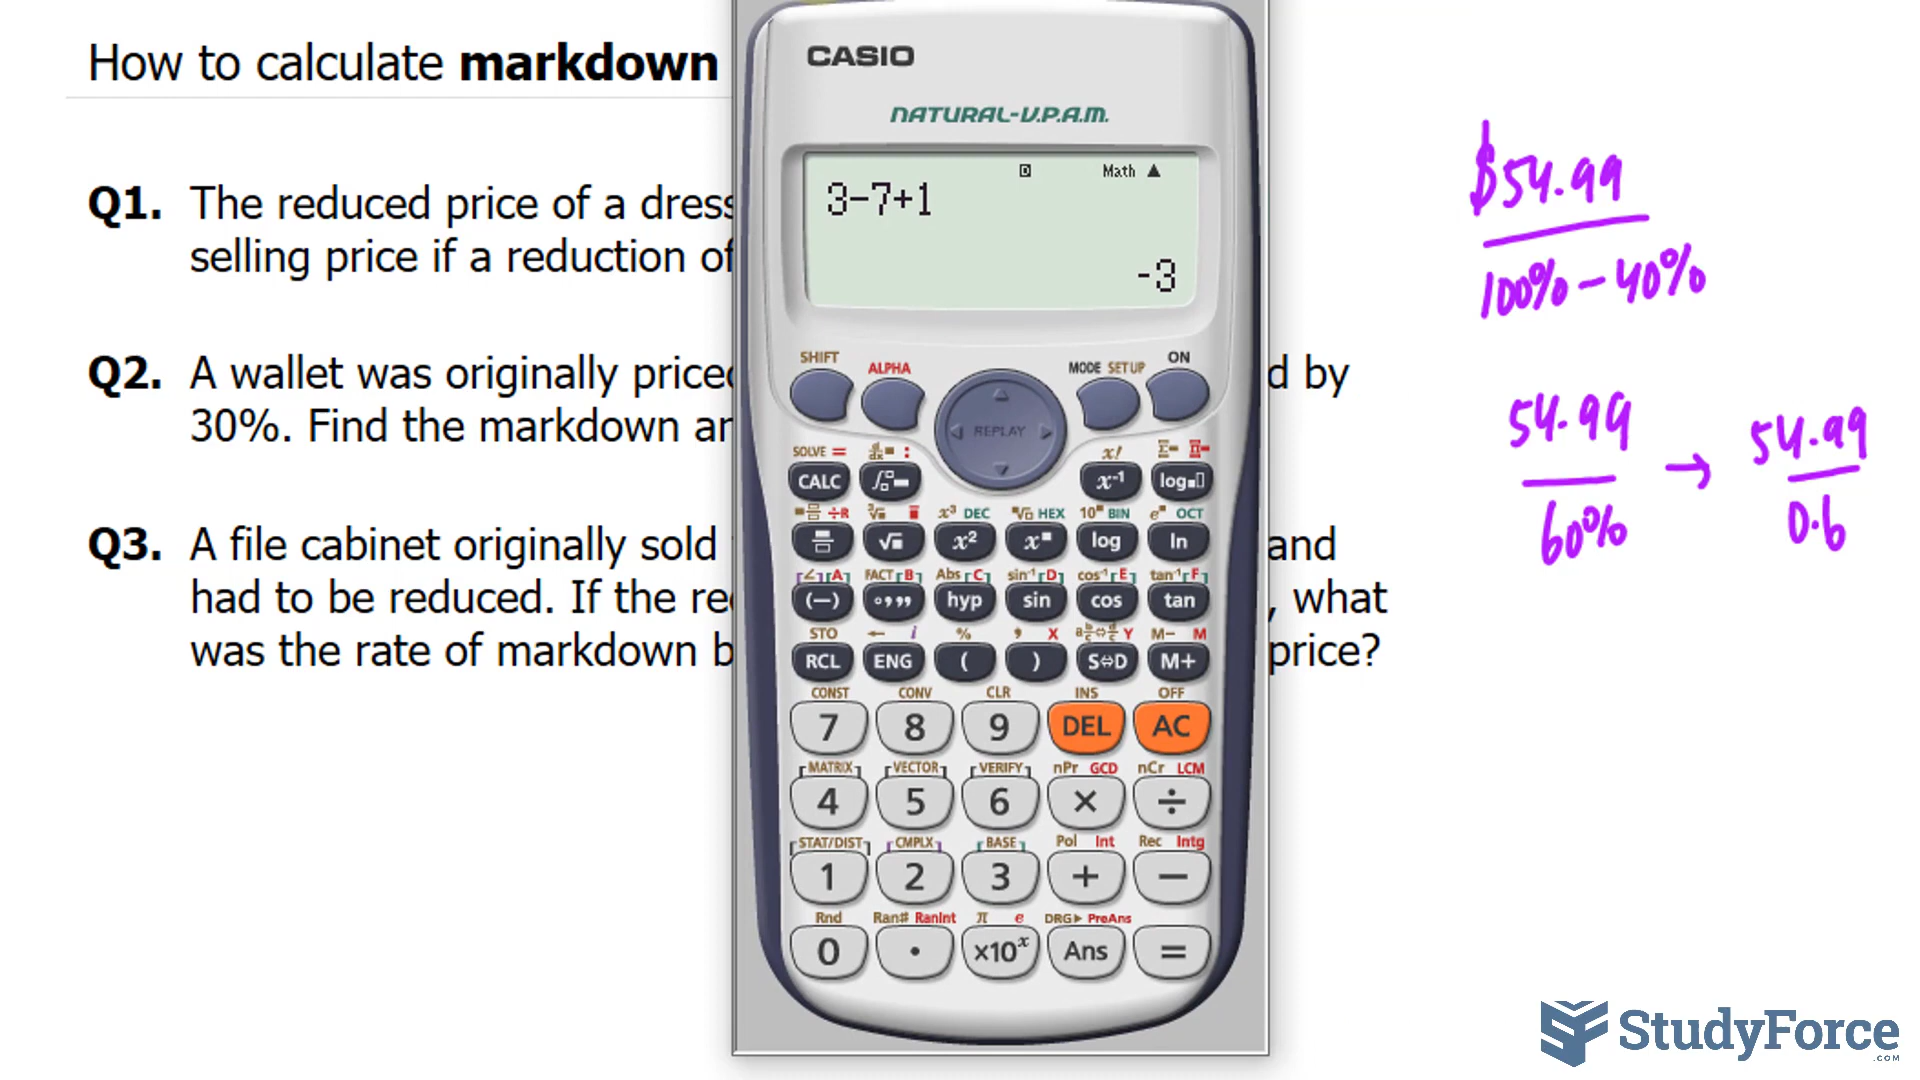 How to calculate markdown
Q1. The reduced price of a dress
selling price if a reduction of
Q2. A wallet was originally priced d by
30%. Find the markdown
Q3. A file cabinet originally sold and
had to be reduced. If the , what
was the rate of markdown price?
CASIO
NATURAL-V.P.A.M.
D Math ▲
3-7+1
-3
SHIFT ALPHA MODE SETUP ON
REPLAY
SOLVE = d/dx : x! Σ Π
CALC ∫ x⁻¹ log
÷R ³√ x³ DEC √ HEX 10 BIN e OCT
√ x² x log ln
∠ A FACT B Abs C sin⁻¹ D cos⁻¹ E tan⁻¹ F
(−) °,,, hyp sin cos tan
STO ← i % , X a b/c⇔d/c Y M− M
RCL ENG ( ) S⇔D M+
CONST CONV CLR INS OFF
7 8 9 DEL AC
MATRIX VECTOR VERIFY nPr GCD nCr LCM
4 5 6 × ÷
STAT/DIST CMPLX BASE Pol Int Rec Intg
1 2 3 + −
Rnd Ran# RanInt π e DRG▶ PreAns
0 . ×10ˣ Ans =
$54.99
100% − 40%
54.99
60%
→
54.99
0.6
StudyForce
.COM